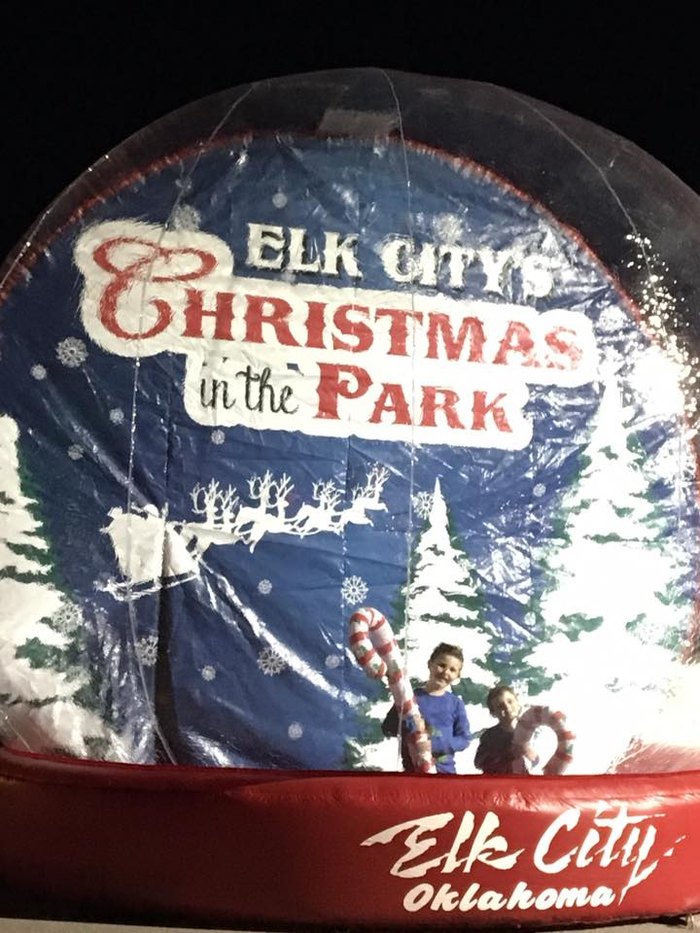 ELK CITY'S
CHRISTMAS
in the PARK
Elk City
Oklahoma